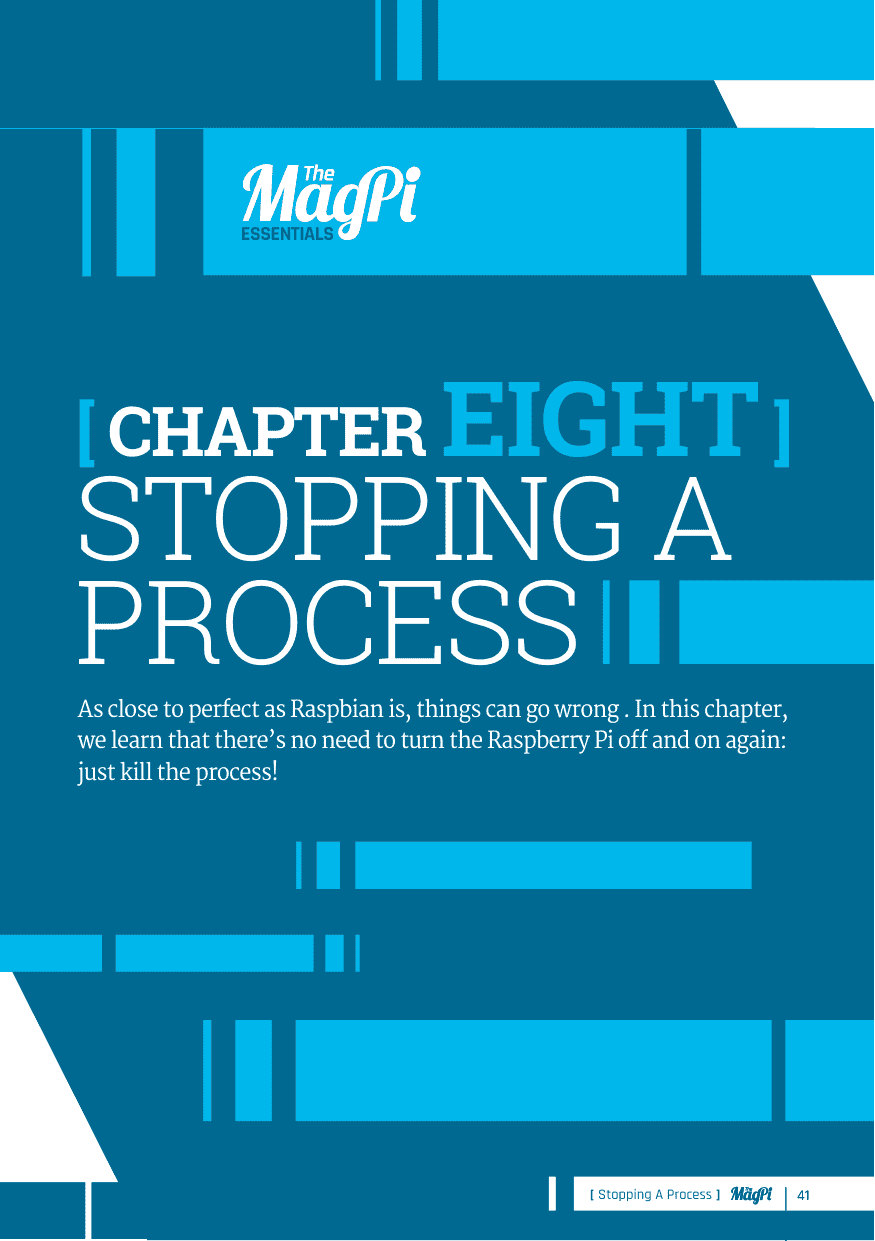 The
MagPi
ESSENTIALS
[ CHAPTER EIGHT ]
STOPPING A
PROCESS
As close to perfect as Raspbian is, things can go wrong . In this chapter,
we learn that there’s no need to turn the Raspberry Pi off and on again:
just kill the process!
[ Stopping A Process ] The MagPi 41